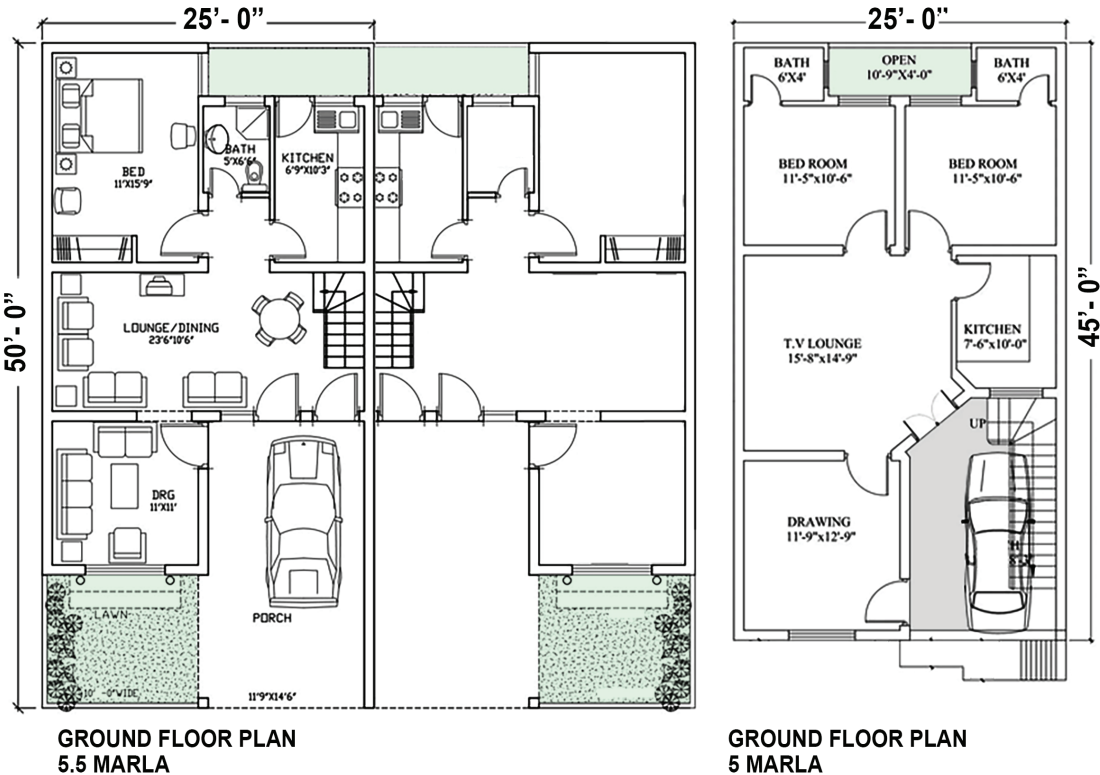 25'- 0"
50'- 0"
BED
11'X15'9"
BATH
5'X6'6"
KITCHEN
6'9"X10'3"
LOUNGE/DINING
23'6"10'6"
DRG
11'X11'
LAWN
PORCH
10' -0"WIDE
11'9"X14'6"
GROUND FLOOR PLAN
5.5 MARLA
25'- 0"
45'- 0"
BATH
6'X4'
OPEN
10'-9"X4'-0"
BATH
6'X4'
BED ROOM
11'-5"x10'-6"
BED ROOM
11'-5"x10'-6"
T.V LOUNGE
15'-8"x14'-9"
KITCHEN
7'-6"x10'-0"
UP
DRAWING
11'-9"x12'-9"
GROUND FLOOR PLAN
5 MARLA